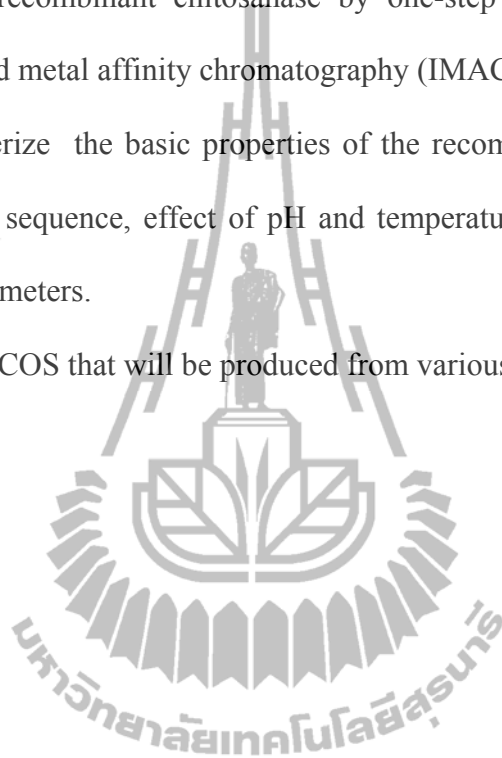 recombinant chitosanase by one-step
d metal affinity chromatography (IMAC
erize the basic properties of the recom
sequence, effect of pH and temperatu
meters.
COS that will be produced from various
มหาวิทยาลัยเทคโนโลยีสุรนารี